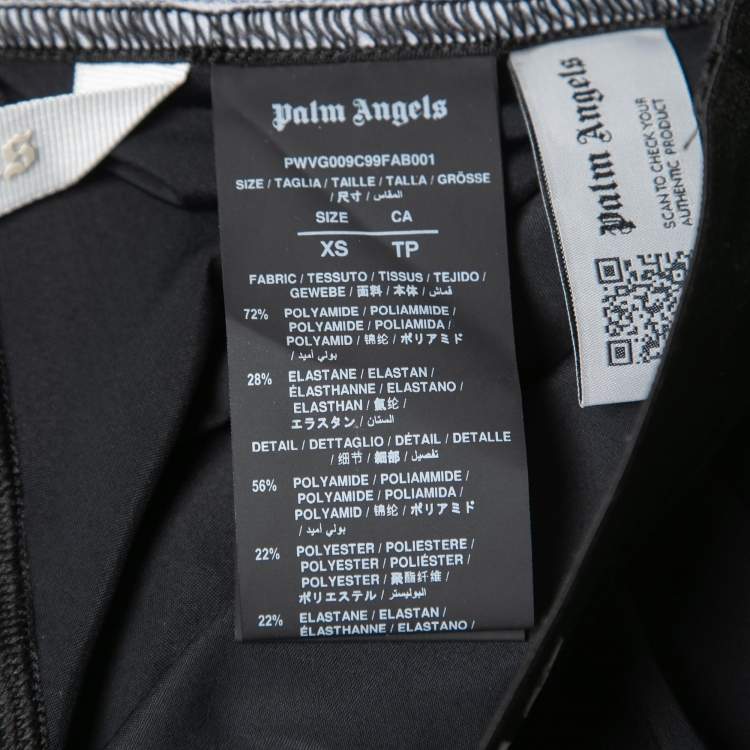 S
Palm Angels
PWVG009C99FAB001
SIZE / TAGLIA / TAILLE / TALLA / GRÖSSE
/ 尺寸 / المقاس
SIZE CA
XS TP
FABRIC / TESSUTO / TISSUS / TEJIDO /
GEWEBE / 面料 / 本体 / قماش
72% POLYAMIDE / POLIAMMIDE /
POLYAMIDE / POLIAMIDA /
POLYAMID / 锦纶 / ポリアミド
/ بولي أميد
28% ELASTANE / ELASTAN /
ÉLASTHANNE / ELASTANO /
ELASTHAN / 氨纶 /
エラスタン / الستان
DETAIL / DETTAGLIO / DÉTAIL / DETALLE
/ 细节 / 細部 / تفصيل
56% POLYAMIDE / POLIAMMIDE /
POLYAMIDE / POLIAMIDA /
POLYAMID / 锦纶 / ポリアミド
/ بولي أميد
22% POLYESTER / POLIESTERE /
POLYESTER / POLIÉSTER /
POLYESTER / 聚酯纤维 /
ポリエステル / البوليستر
22% ELASTANE / ELASTAN /
ÉLASTHANNE / ELASTANO /
Palm Angels
SCAN TO CHECK YOUR
AUTHENTIC PRODUCT